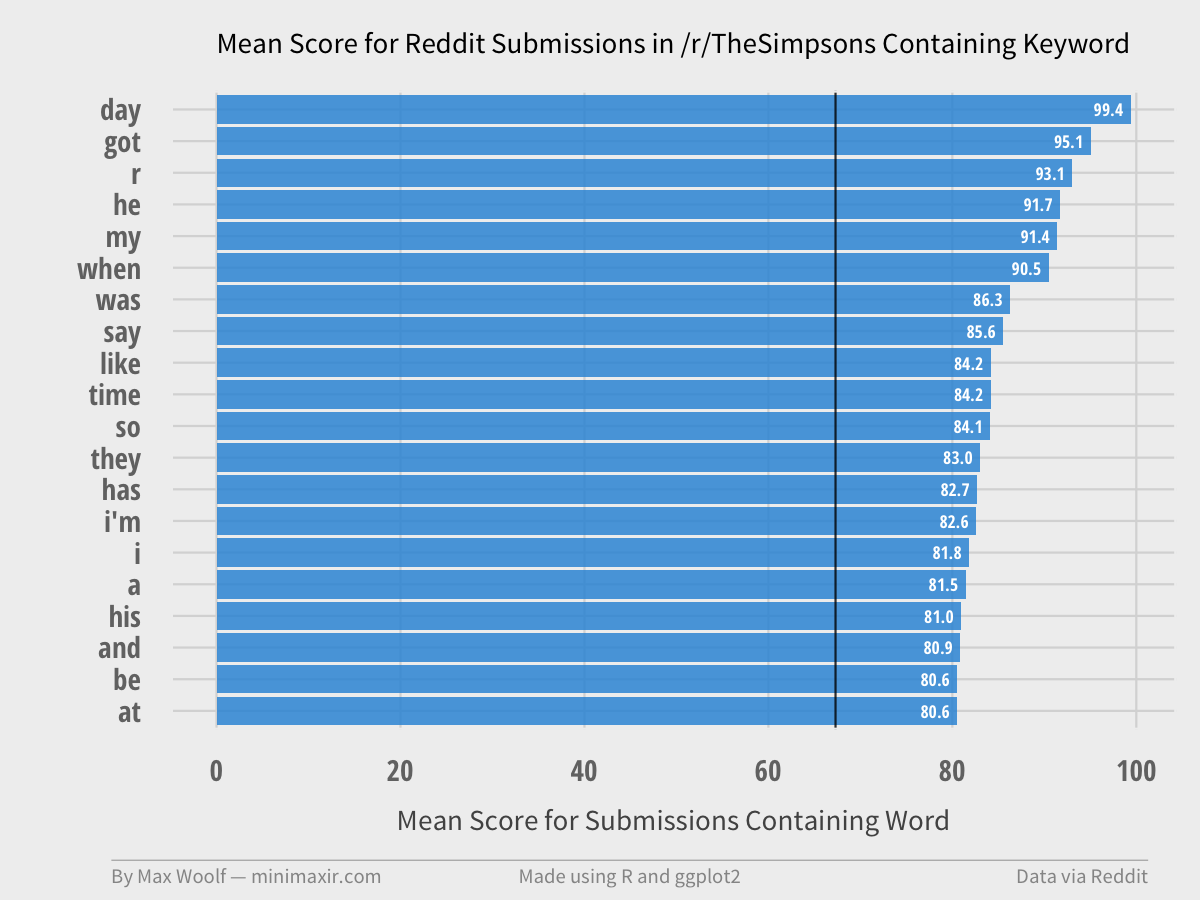 Mean Score for Reddit Submissions in /r/TheSimpsons Containing Keyword
day 99.4
got 95.1
r 93.1
he 91.7
my 91.4
when 90.5
was 86.3
say 85.6
like 84.2
time 84.2
so 84.1
they 83.0
has 82.7
i'm 82.6
i 81.8
a 81.5
his 81.0
and 80.9
be 80.6
at 80.6
0 20 40 60 80 100
Mean Score for Submissions Containing Word
By Max Woolf — minimaxir.com Made using R and ggplot2 Data via Reddit